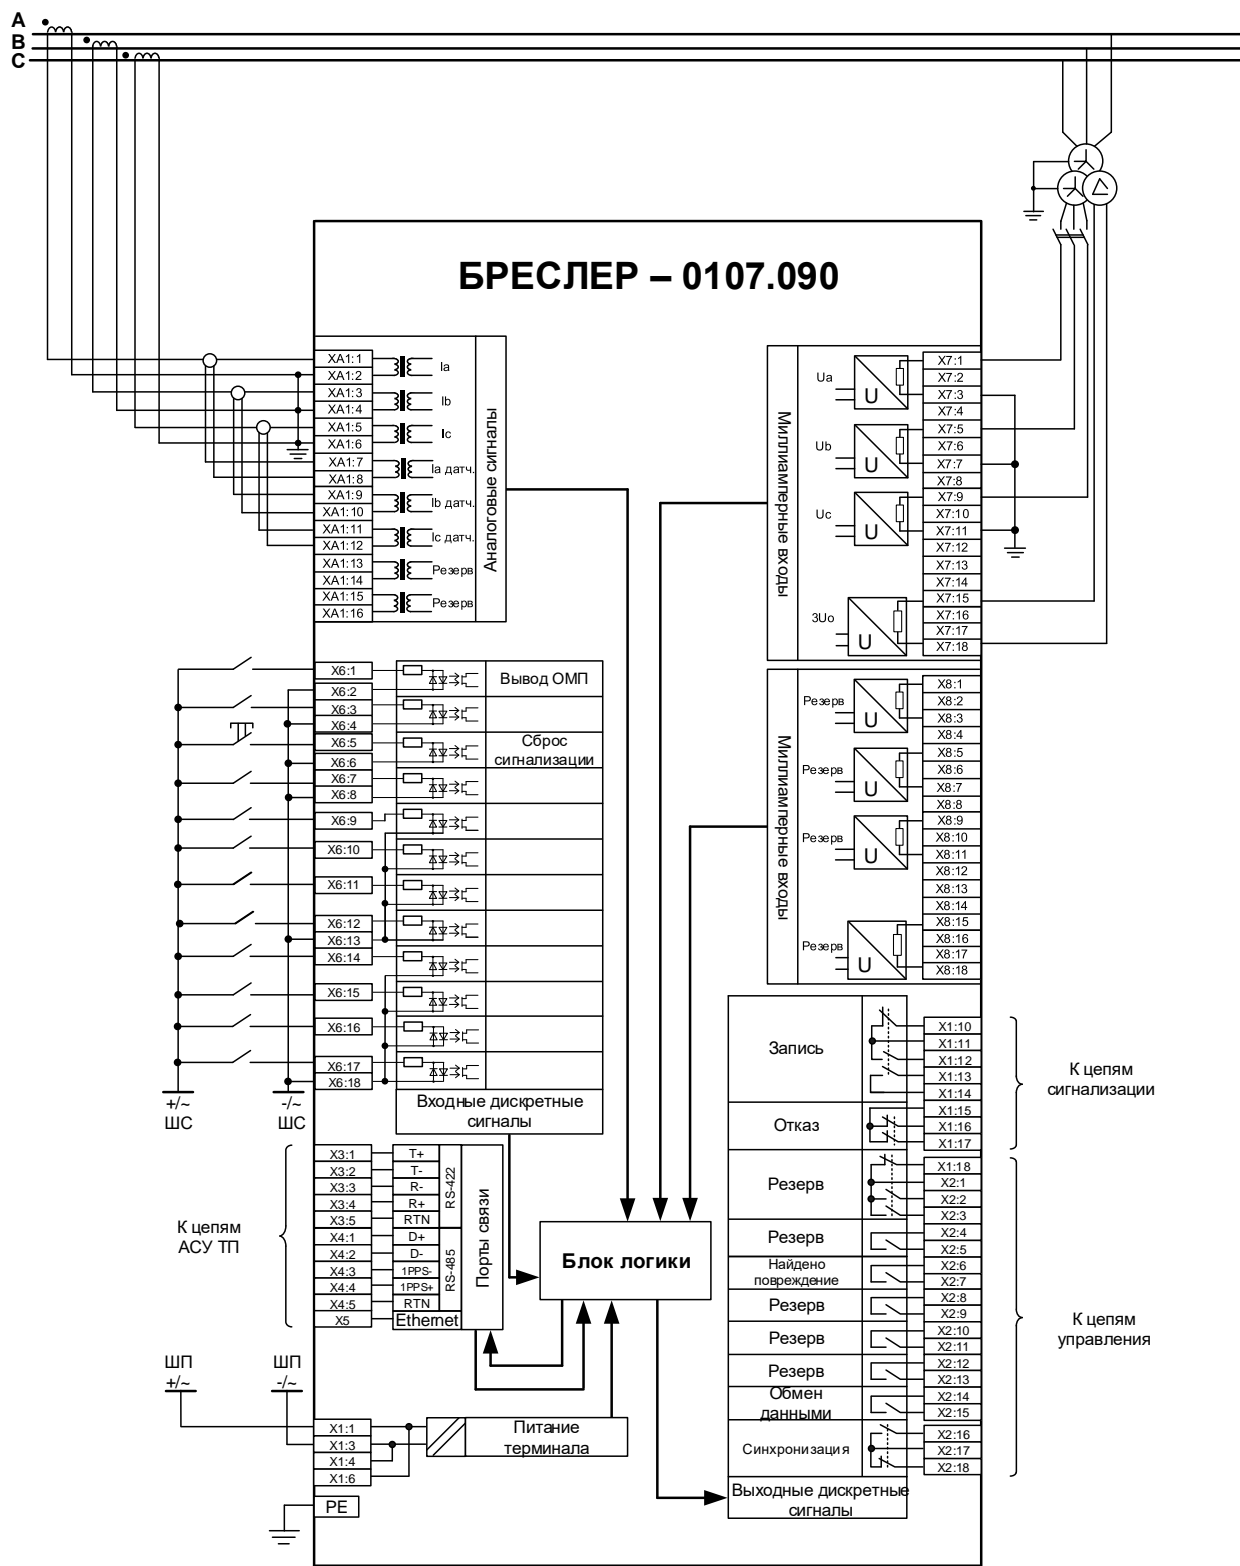 A
B
C
БРЕСЛЕР – 0107.090
XA1:1
XA1:2
XA1:3
XA1:4
XA1:5
XA1:6
XA1:7
XA1:8
XA1:9
XA1:10
XA1:11
XA1:12
XA1:13
XA1:14
XA1:15
XA1:16
Ia
Ib
Ic
Ia датч.
Ib датч.
Ic датч.
Резерв
Резерв
Аналоговые сигналы
Миллиамперные входы
Ua
U
Ub
U
Uc
U
3Uo
U
X7:1
X7:2
X7:3
X7:4
X7:5
X7:6
X7:7
X7:8
X7:9
X7:10
X7:11
X7:12
X7:13
X7:14
X7:15
X7:16
X7:17
X7:18
X6:1
X6:2
X6:3
X6:4
X6:5
X6:6
X6:7
X6:8
X6:9
X6:10
X6:11
X6:12
X6:13
X6:14
X6:15
X6:16
X6:17
X6:18
Вывод ОМП
Сброс
сигнализации
Входные дискретные
сигналы
+/~
ШС
-/~
ШС
Миллиамперные входы
Резерв
U
Резерв
U
Резерв
U
Резерв
U
X8:1
X8:2
X8:3
X8:4
X8:5
X8:6
X8:7
X8:8
X8:9
X8:10
X8:11
X8:12
X8:13
X8:14
X8:15
X8:16
X8:17
X8:18
К цепям
АСУ ТП
X3:1
X3:2
X3:3
X3:4
X3:5
X4:1
X4:2
X4:3
X4:4
X4:5
X5
T+
T-
R-
R+
RTN
D+
D-
1PPS-
1PPS+
RTN
Ethernet
RS-422
RS-485
Порты связи
Блок логики
Запись
Отказ
Резерв
Резерв
Найдено
повреждение
Резерв
Резерв
Резерв
Обмен
данными
Синхронизация
Выходные дискретные
сигналы
X1:10
X1:11
X1:12
X1:13
X1:14
X1:15
X1:16
X1:17
X1:18
X2:1
X2:2
X2:3
X2:4
X2:5
X2:6
X2:7
X2:8
X2:9
X2:10
X2:11
X2:12
X2:13
X2:14
X2:15
X2:16
X2:17
X2:18
К цепям
сигнализации
К цепям
управления
ШП
+/~
ШП
-/~
X1:1
X1:3
X1:4
X1:6
Питание
терминала
PE